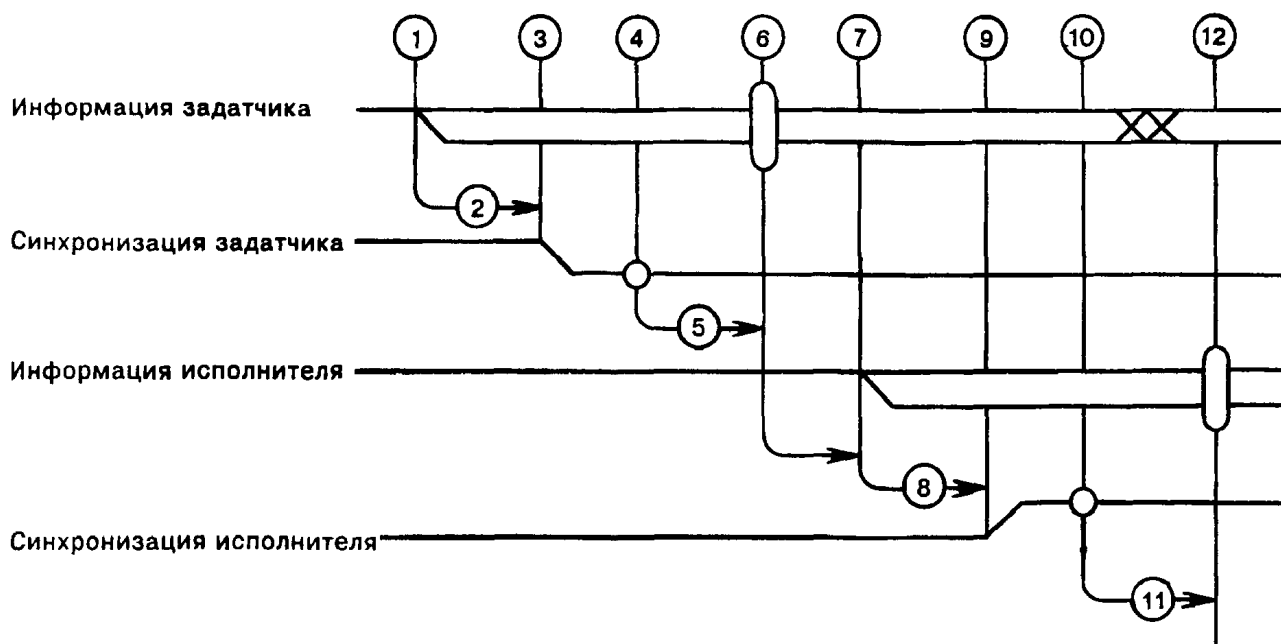 1 3 4 6 7 9 10 12
Информация задатчика
2
Синхронизация задатчика
5
Информация исполнителя
8
Синхронизация исполнителя
11